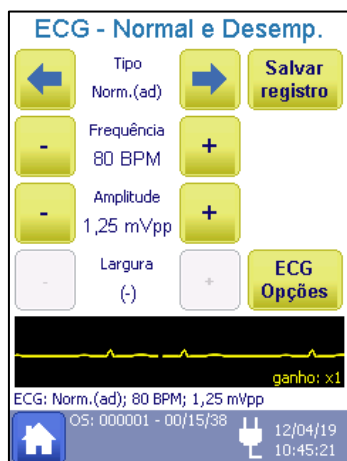 ECG - Normal e Desemp.
Tipo
Norm.(ad)
Salvar
registro
-
Frequência
80 BPM
+
-
Amplitude
1,25 mVpp
+
-
Largura
(-)
+
ECG
Opções
ganho: x1
ECG: Norm.(ad); 80 BPM; 1,25 mVpp
OS: 000001 - 00/15/38
12/04/19
10:45:21